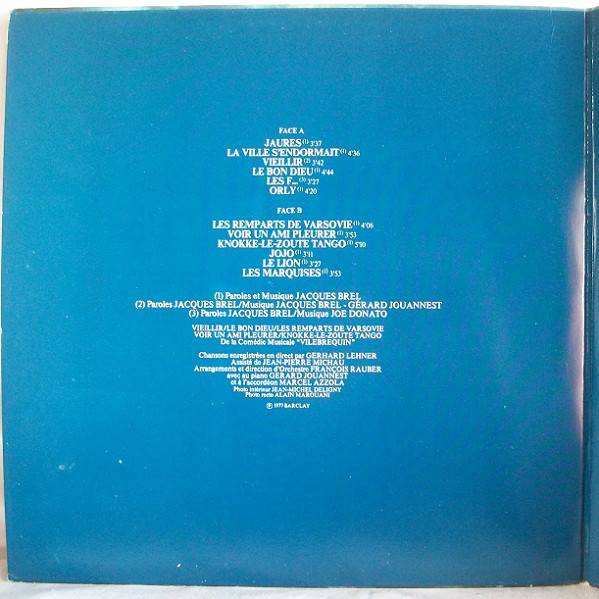 FACE A
JAURES (1) 3'37
LA VILLE S'ENDORMAIT (1) 4'36
VIEILLIR (2) 3'42
LE BON DIEU (1) 4'44
LES F... (3) 3'27
ORLY (1) 4'20
FACE B
LES REMPARTS DE VARSOVIE (1) 4'06
VOIR UN AMI PLEURER (1) 3'53
KNOKKE-LE-ZOUTE TANGO (1) 5'10
JOJO (1) 3'11
LE LION (1) 3'27
LES MARQUISES (1) 3'53
(1) Paroles et Musique JACQUES BREL
(2) Paroles JACQUES BREL/Musique JACQUES BREL - GÉRARD JOUANNEST
(3) Paroles JACQUES BREL/Musique JOE DONATO
VIEILLIR/LE BON DIEU/LES REMPARTS DE VARSOVIE
VOIR UN AMI PLEURER/KNOKKE-LE-ZOUTE TANGO
De la Comédie Musicale "VILEBREQUIN"
Chansons enregistrées en direct par GERHARD LEHNER
Assisté de JEAN-PIERRE MICHAU
Arrangements et direction d'Orchestre FRANÇOIS RAUBER
avec au piano GERARD JOUANNEST
et à l'accordéon MARCEL AZZOLA
Photo intérieur JEAN-MICHEL DELIGNY
Photo recto ALAIN MAROUANI
℗ 1977 BARCLAY